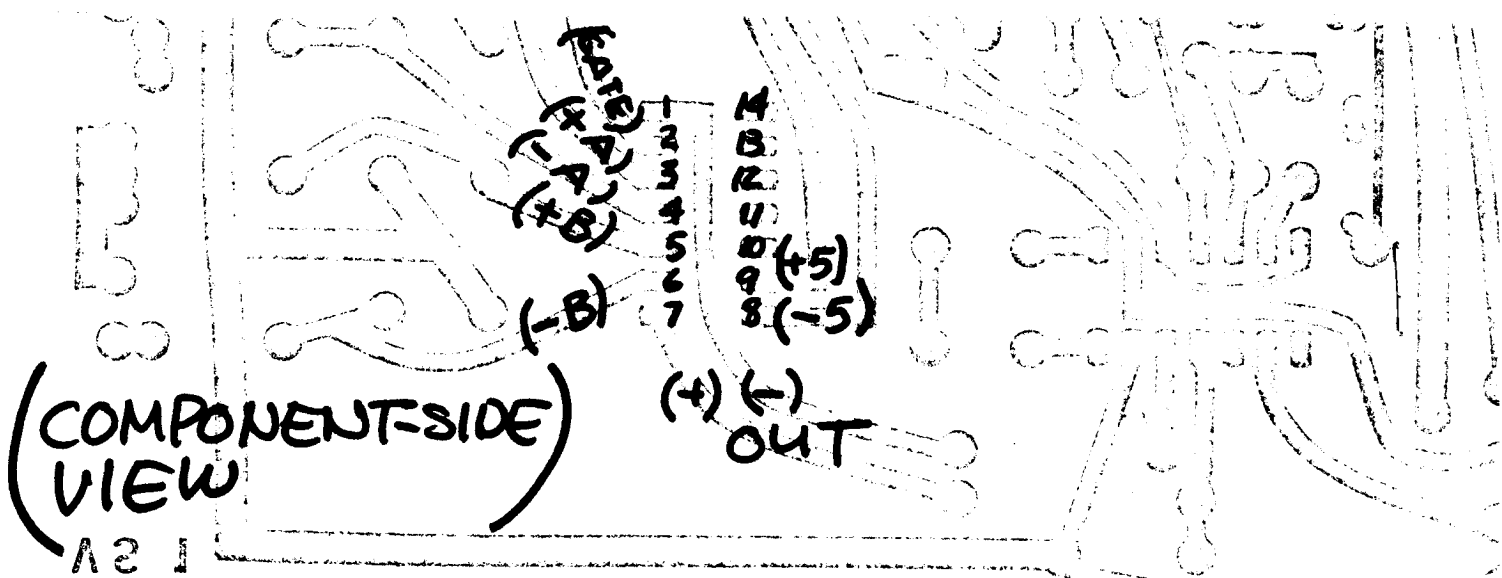 (GATE)
1 14
(+A) 2 13
(-A) 3 12
(+B) 4 11
5 10 (+5)
6 9
(-B) 7 8 (-5)
(+) (-)
OUT
(COMPONENT-SIDE
VIEW)